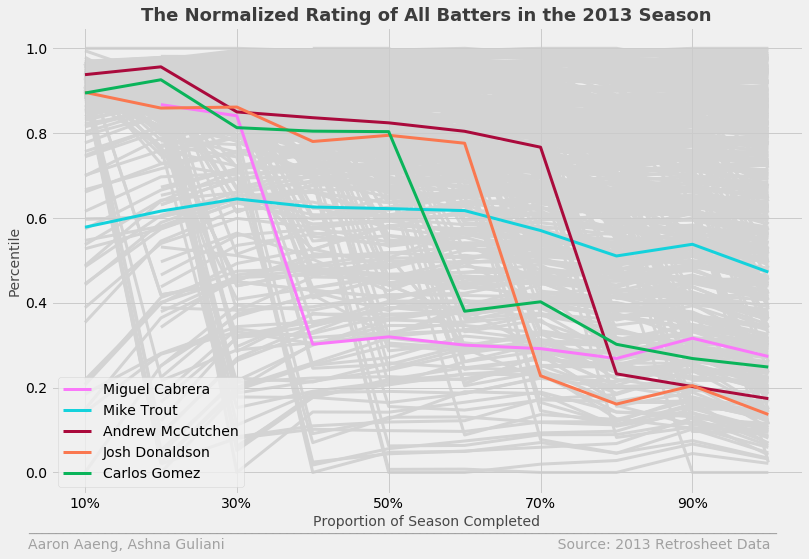 The Normalized Rating of All Batters in the 2013 Season
1.0
0.8
0.6
0.4
0.2
0.0
Percentile
Miguel Cabrera
Mike Trout
Andrew McCutchen
Josh Donaldson
Carlos Gomez
10% 30% 50% 70% 90%
Proportion of Season Completed
Aaron Aaeng, Ashna Guliani Source: 2013 Retrosheet Data